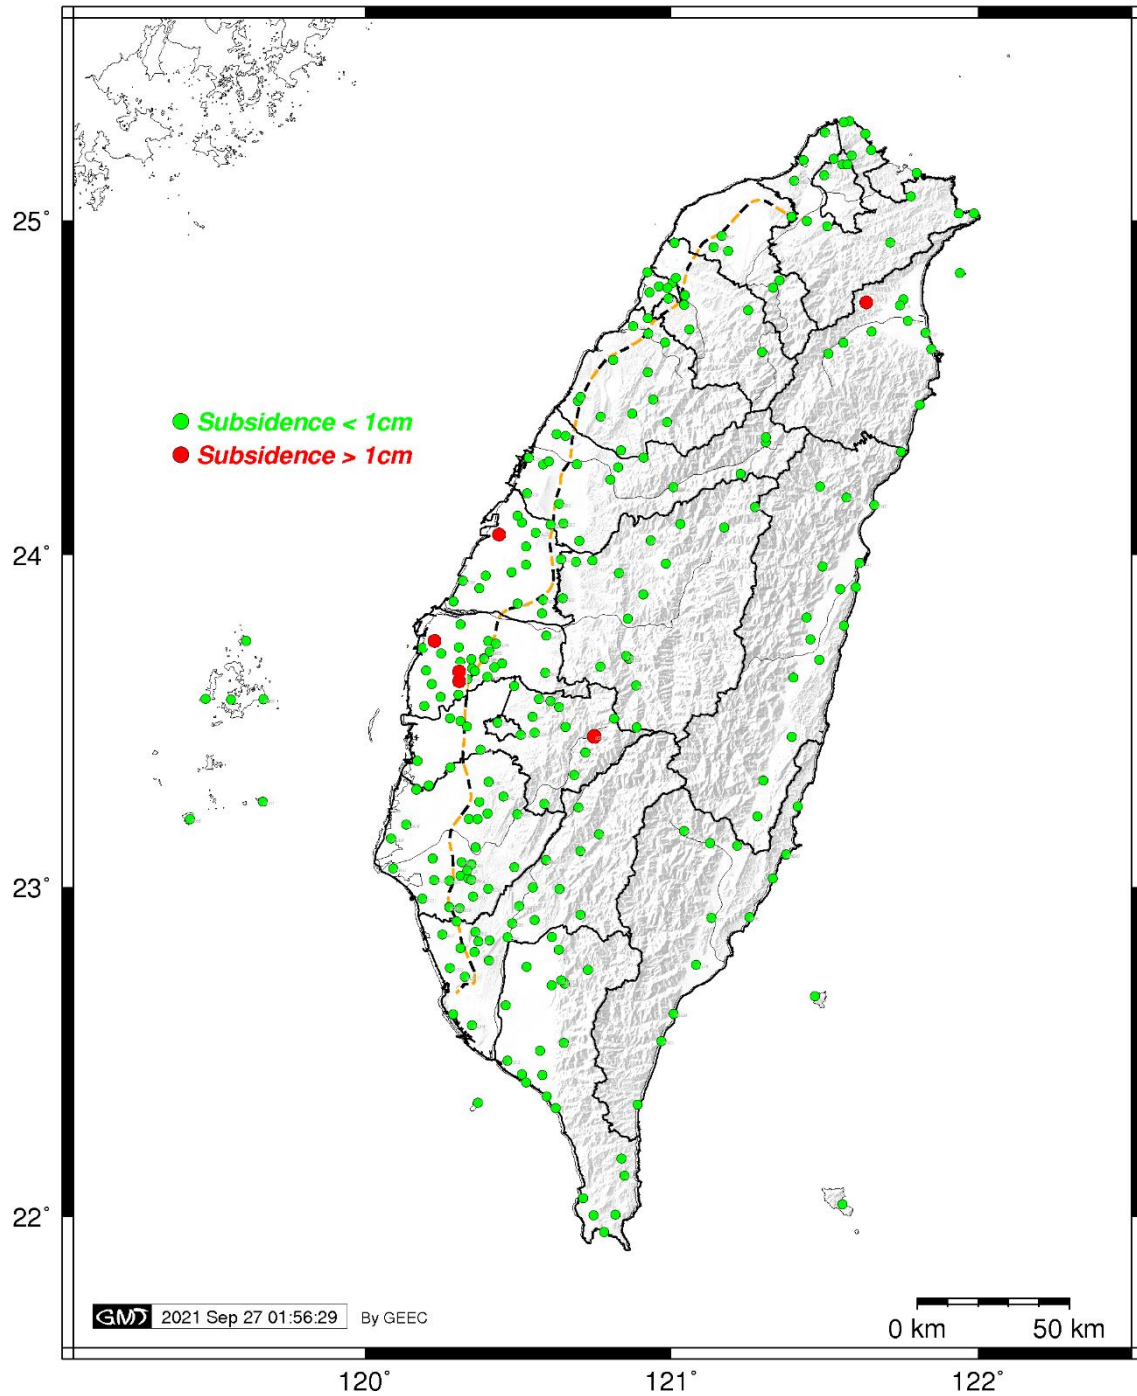 25°
Subsidence < 1cm
Subsidence > 1cm
24°
23°
22°
GMT 2021 Sep 27 01:56:29 By GEEC
0 km 50 km
120° 121° 122°